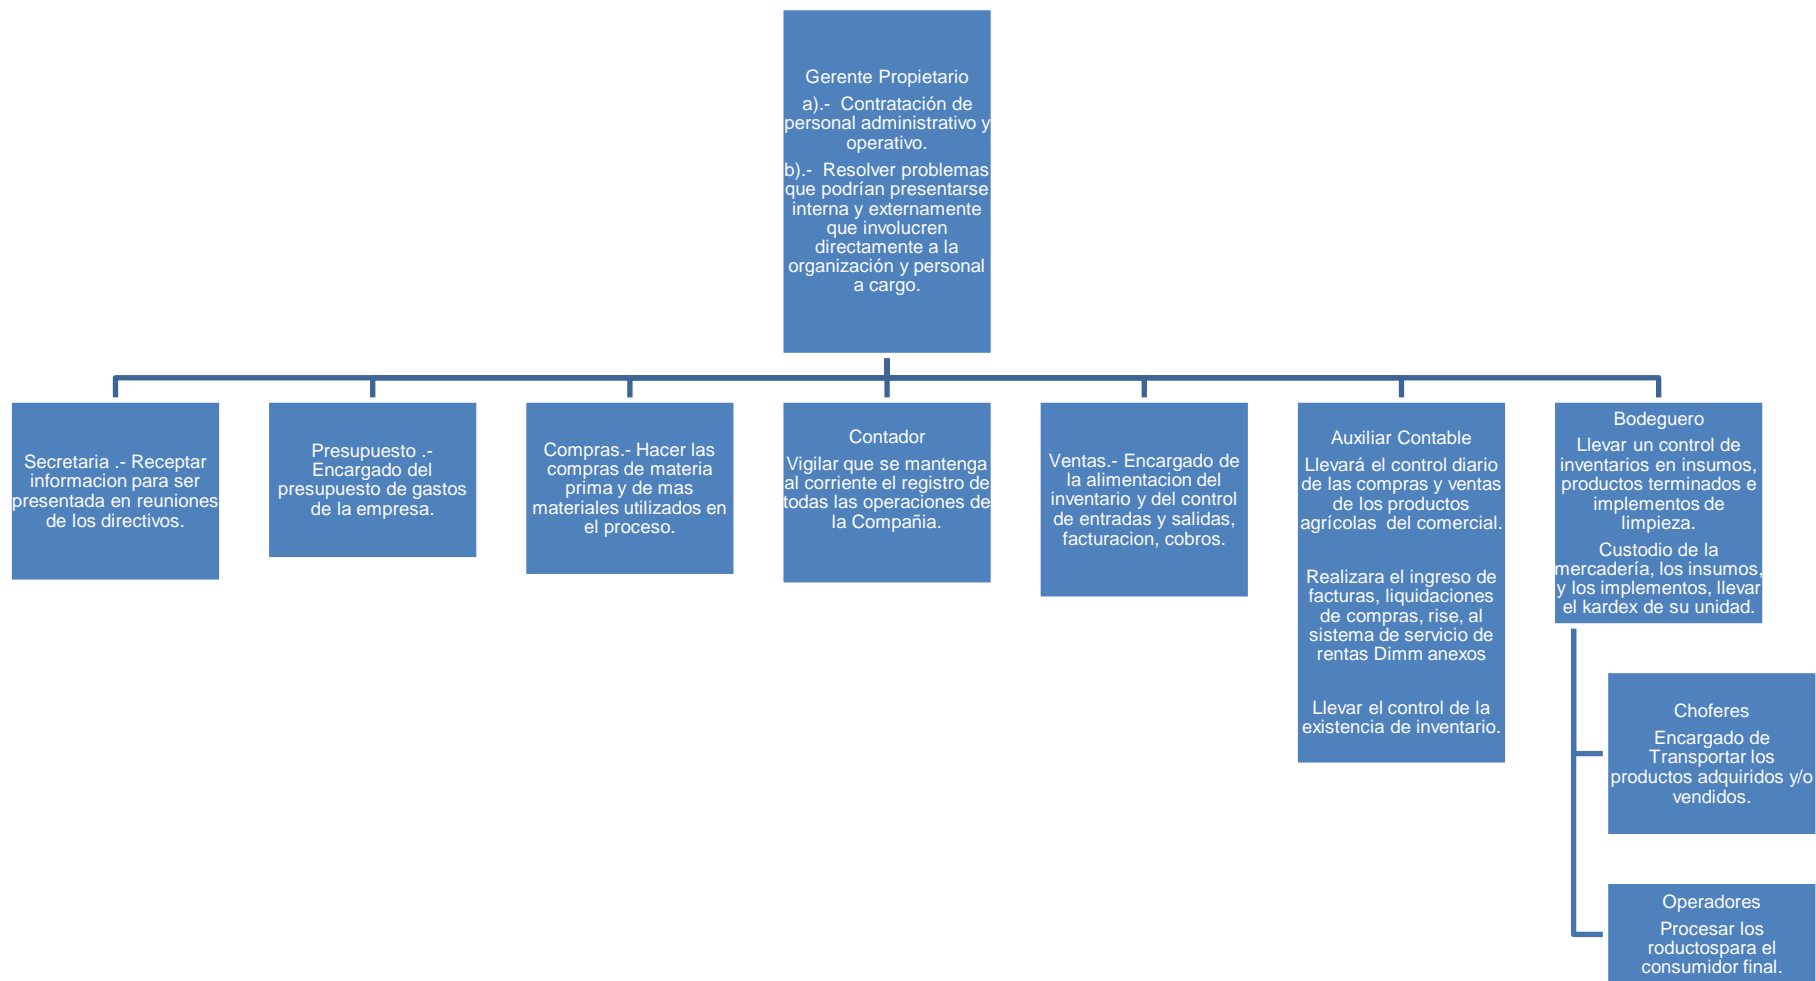 Gerente Propietario
a).-  Contratación de
personal administrativo y
operativo.
b).-  Resolver problemas
que podrían presentarse
interna y externamente
que involucren
directamente a la
organización y personal
a cargo.
Secretaria .- Receptar
informacion para ser
presentada en reuniones
de los directivos.
Presupuesto .-
Encargado del
presupuesto de gastos
de la empresa.
Compras.- Hacer las
compras de materia
prima y de mas
materiales utilizados en
el proceso.
Contador
Vigilar que se mantenga
al corriente el registro de
todas las operaciones de
la Compañia.
Ventas.- Encargado de
la alimentacion del
inventario y del control
de entradas y salidas,
facturacion, cobros.
Auxiliar Contable
Llevará el control diario
de las compras y ventas
de los productos
agrícolas  del comercial.
Realizara el ingreso de
facturas, liquidaciones
de compras, rise, al
sistema de servicio de
rentas Dimm anexos
Llevar el control de la
existencia de inventario.
Bodeguero
Llevar un control de
inventarios en insumos,
productos terminados e
implementos de
limpieza.
Custodio de la
mercadería, los insumos,
y los implementos, llevar
el kardex de su unidad.
Choferes
Encargado de
Transportar los
productos adquiridos y/o
vendidos.
Operadores
Procesar los
roductospara el
consumidor final.